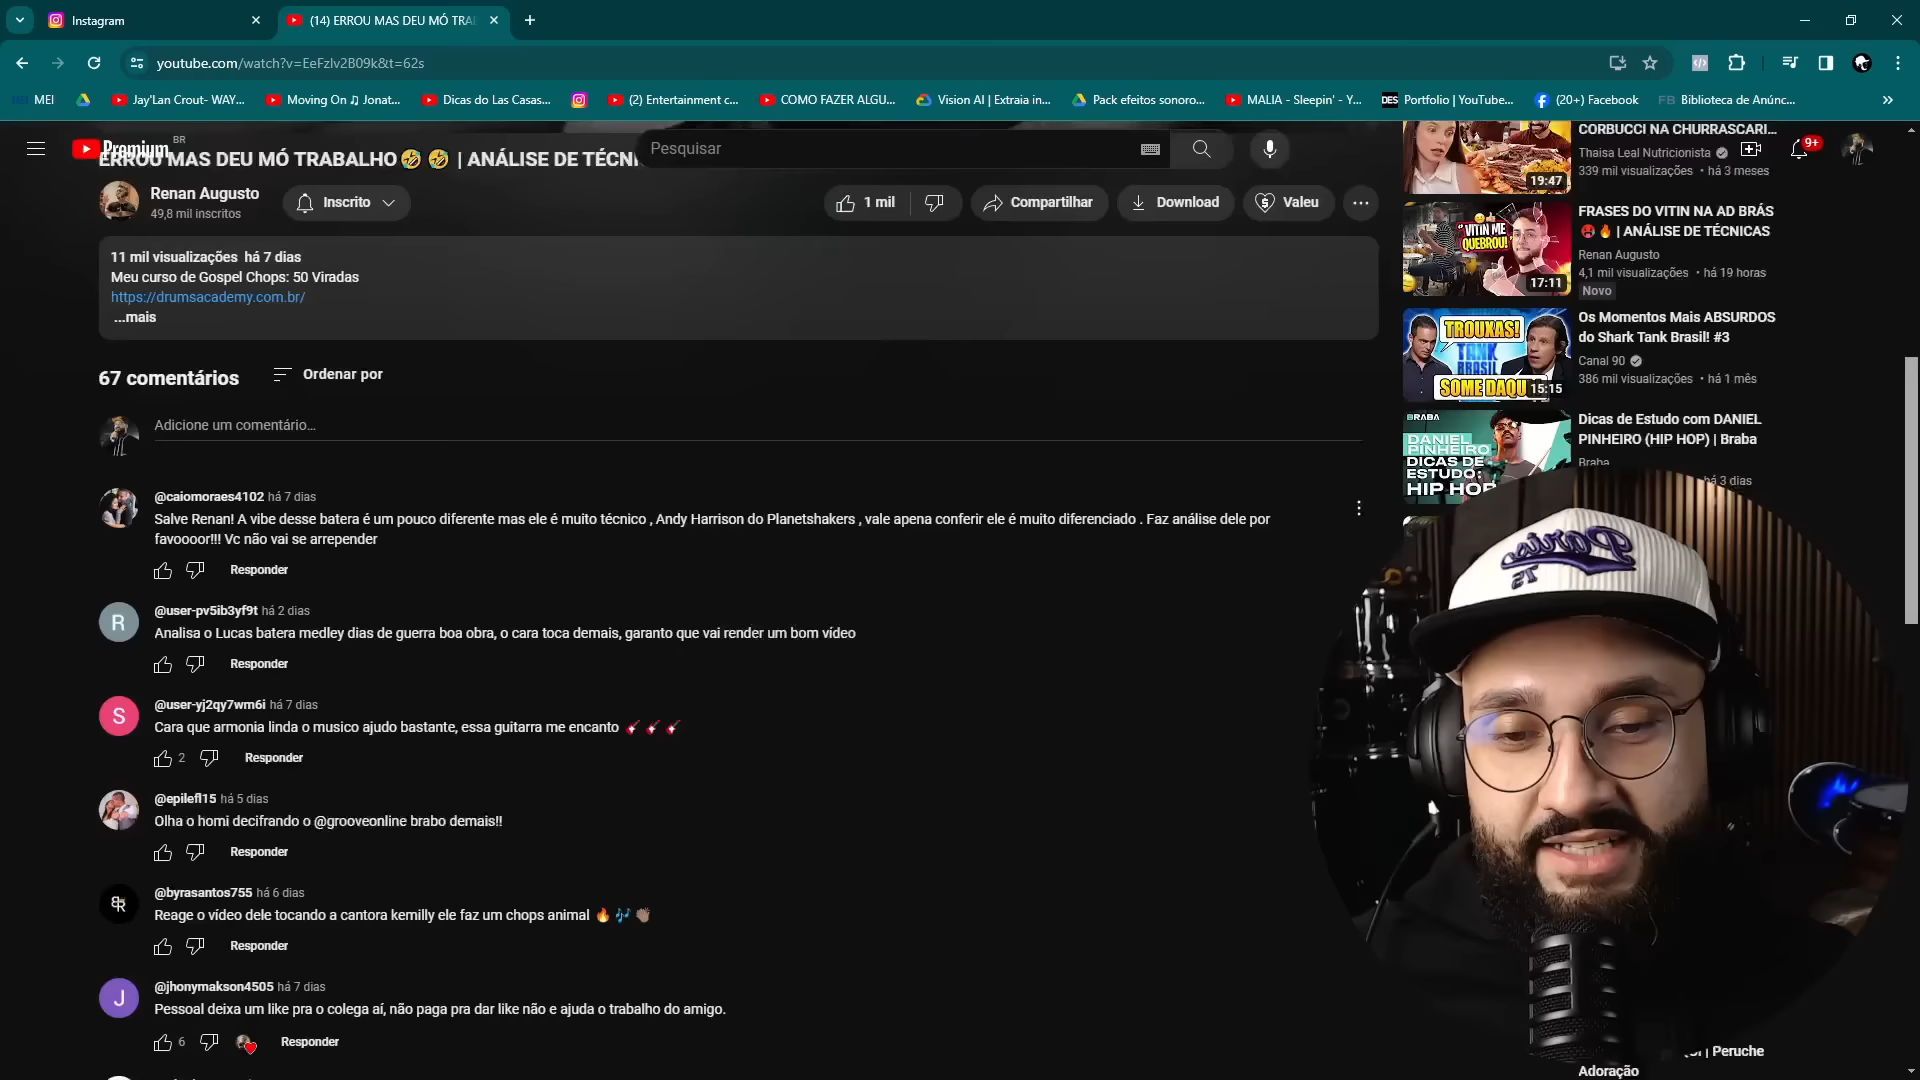 Instagram
(14) ERROU MAS DEU MÓ TRA
youtube.com/watch?v=EeFzlv2B09k&t=62s
MEI
MEI
Jay'Lan Crout- WAY...
Moving On ♫ Jonat...
Dicas do Las Casas...
(2) Entertainment c...
COMO FAZER ALGU...
Vision AI | Extraia in...
Pack efeitos sonoro...
MALIA - Sleepin' - Y...
DES
Portfolio | YouTube...
(20+) Facebook
FB
Biblioteca de Anúnc...
Premium
BR
Pesquisar
9+
ERROU MAS DEU MÓ TRABALHO🤣 🤣 | ANÁLISE DE TÉCNI
Renan Augusto
49,8 mil inscritos
Inscrito
1 mil
Compartilhar
Download
Valeu
11 mil visualizações há 7 dias
Meu curso de Gospel Chops: 50 Viradas
https://drumsacademy.com.br/
...mais
67 comentários
Ordenar por
Adicione um comentário...
@caiomoraes4102 há 7 dias
Salve Renan! A vibe desse batera é um pouco diferente mas ele é muito técnico , Andy Harrison do Planetshakers , vale apena conferir ele é muito diferenciado . Faz análise dele por
favoooor!!! Vc não vai se arrepender
Responder
R
@user-pv5ib3yf9t há 2 dias
Analisa o Lucas batera medley dias de guerra boa obra, o cara toca demais, garanto que vai render um bom vídeo
Responder
S
@user-yj2qy7wm6i há 7 dias
Cara que armonia linda o musico ajudo bastante, essa guitarra me encanto 🎸 🎸 🎸
2
Responder
@epilefl15 há 5 dias
Olha o homi decifrando o @grooveonline brabo demais!!
Responder
@byrasantos755 há 6 dias
Reage o vídeo dele tocando a cantora kemilly ele faz um chops animal 🔥 🎶 👏🏽
Responder
J
@jhonymakson4505 há 7 dias
Pessoal deixa um like pra o colega aí, não paga pra dar like não e ajuda o trabalho do amigo.
6
Responder
19:47
CORBUCCI NA CHURRASCARI...
Thaisa Leal Nutricionista
339 mil visualizações • há 3 meses
"VITIN ME
QUEBROU!"
17:11
FRASES DO VITIN NA AD BRÁS
🥵🔥 | ANÁLISE DE TÉCNICAS
Renan Augusto
4,1 mil visualizações • há 19 horas
Novo
TROUXAS!
TANK
BRASIL
SOME DAQU
15:15
Os Momentos Mais ABSURDOS
do Shark Tank Brasil! #3
Canal 90
386 mil visualizações • há 1 mês
BRABA
DANIEL
PINHEIRO
DICAS DE
ESTUDO:
HIP HOP
Dicas de Estudo com DANIEL
PINHEIRO (HIP HOP) | Braba
Braba
há 3 dias
Paris
75
| Peruche
Adoração